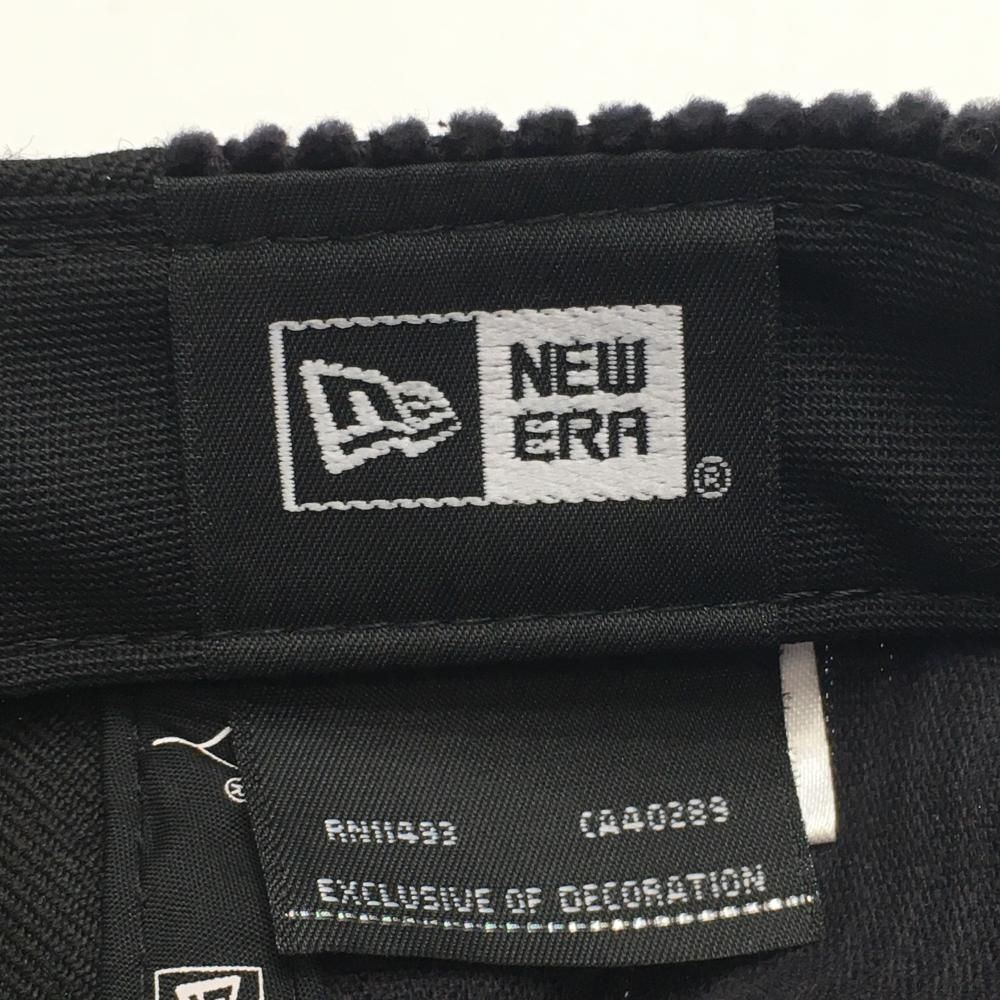 NEW
ERA
®
RN11493 CA40289
EXCLUSIVE OF DECORATION
®